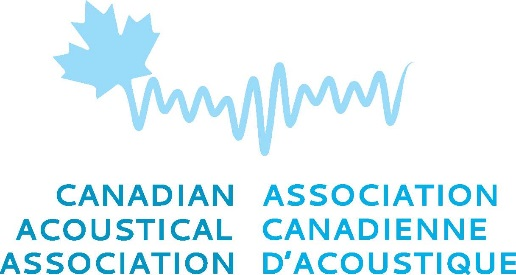 CANADIAN
ACOUSTICAL
ASSOCIATION
ASSOCIATION
CANADIENNE
D'ACOUSTIQUE